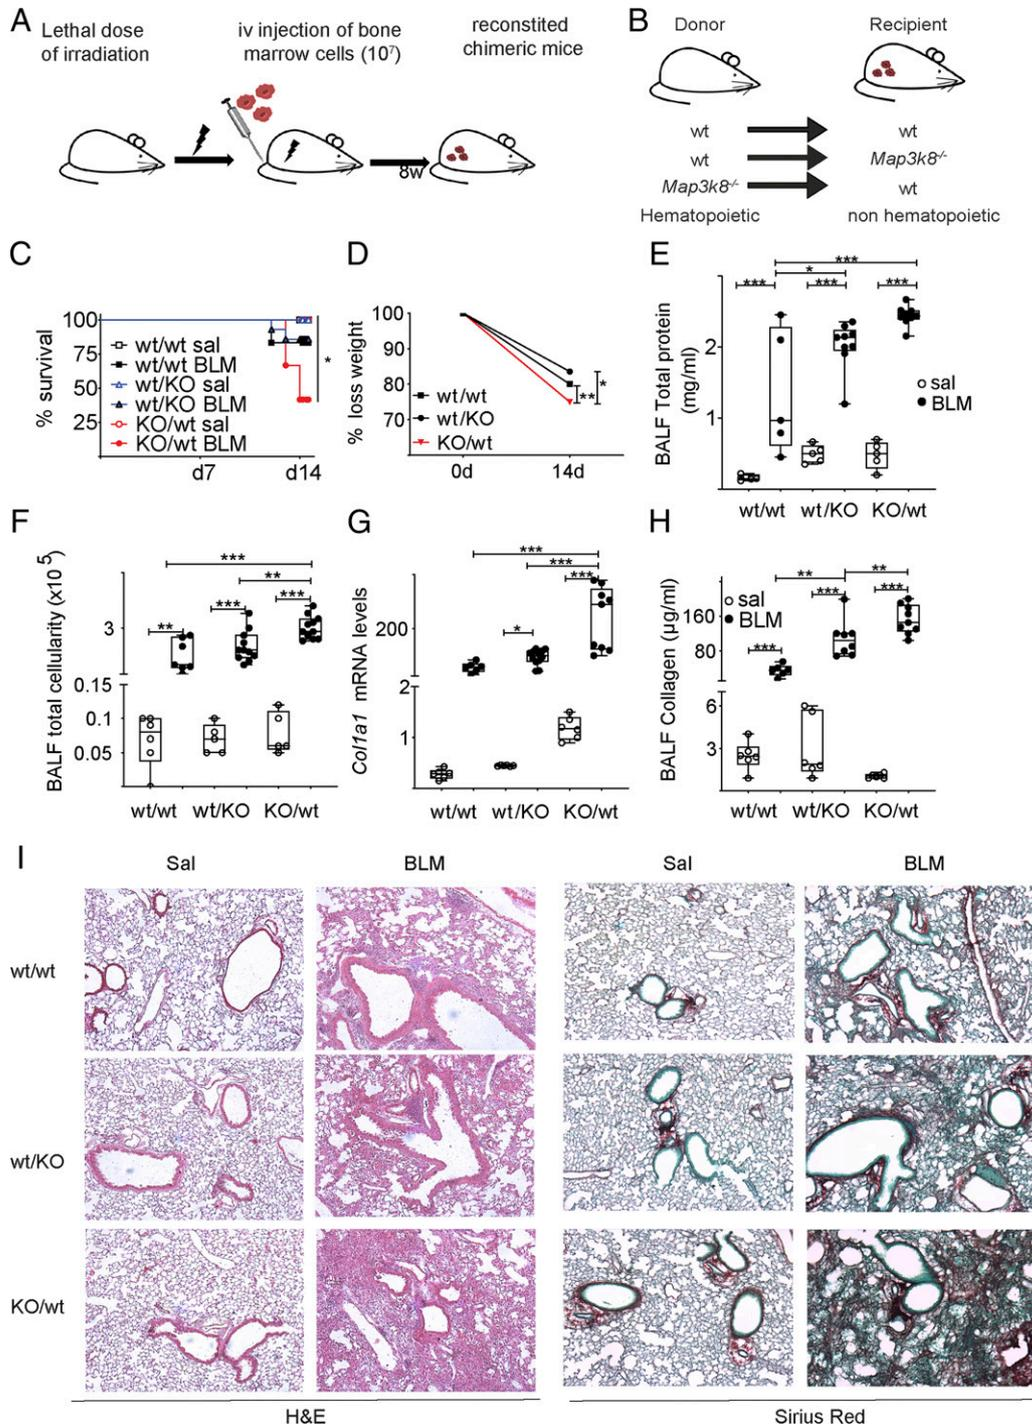 A
Lethal dose
of irradiation
iv injection of bone
marrow cells (10⁷)
reconstited
chimeric mice
8w
B
Donor
Recipient
wt
wt
wt
Map3k8⁻/⁻
Map3k8⁻/⁻
wt
Hematopoietic
non hematopoietic
C
% survival
100
75
50
25
wt/wt sal
wt/wt BLM
wt/KO sal
wt/KO BLM
KO/wt sal
KO/wt BLM
*
d7
d14
D
% loss weight
100
90
80
70
wt/wt
wt/KO
KO/wt
**
*
0d
14d
E
BALF Total protein
(mg/ml)
2
1
***
*
***
***
***
sal
BLM
wt/wt
wt/KO
KO/wt
F
BALF total cellularity (x10 5)
3
0.15
0.1
0.05
***
**
**
***
***
wt/wt
wt/KO
KO/wt
G
Col1a1 mRNA levels
200
2
1
***
***
***
*
wt/wt
wt/KO
KO/wt
H
BALF Collagen (µg/ml)
160
80
6
3
sal
BLM
**
**
***
***
***
wt/wt
wt/KO
KO/wt
I
Sal
BLM
Sal
BLM
wt/wt
wt/KO
KO/wt
H&E
Sirius Red